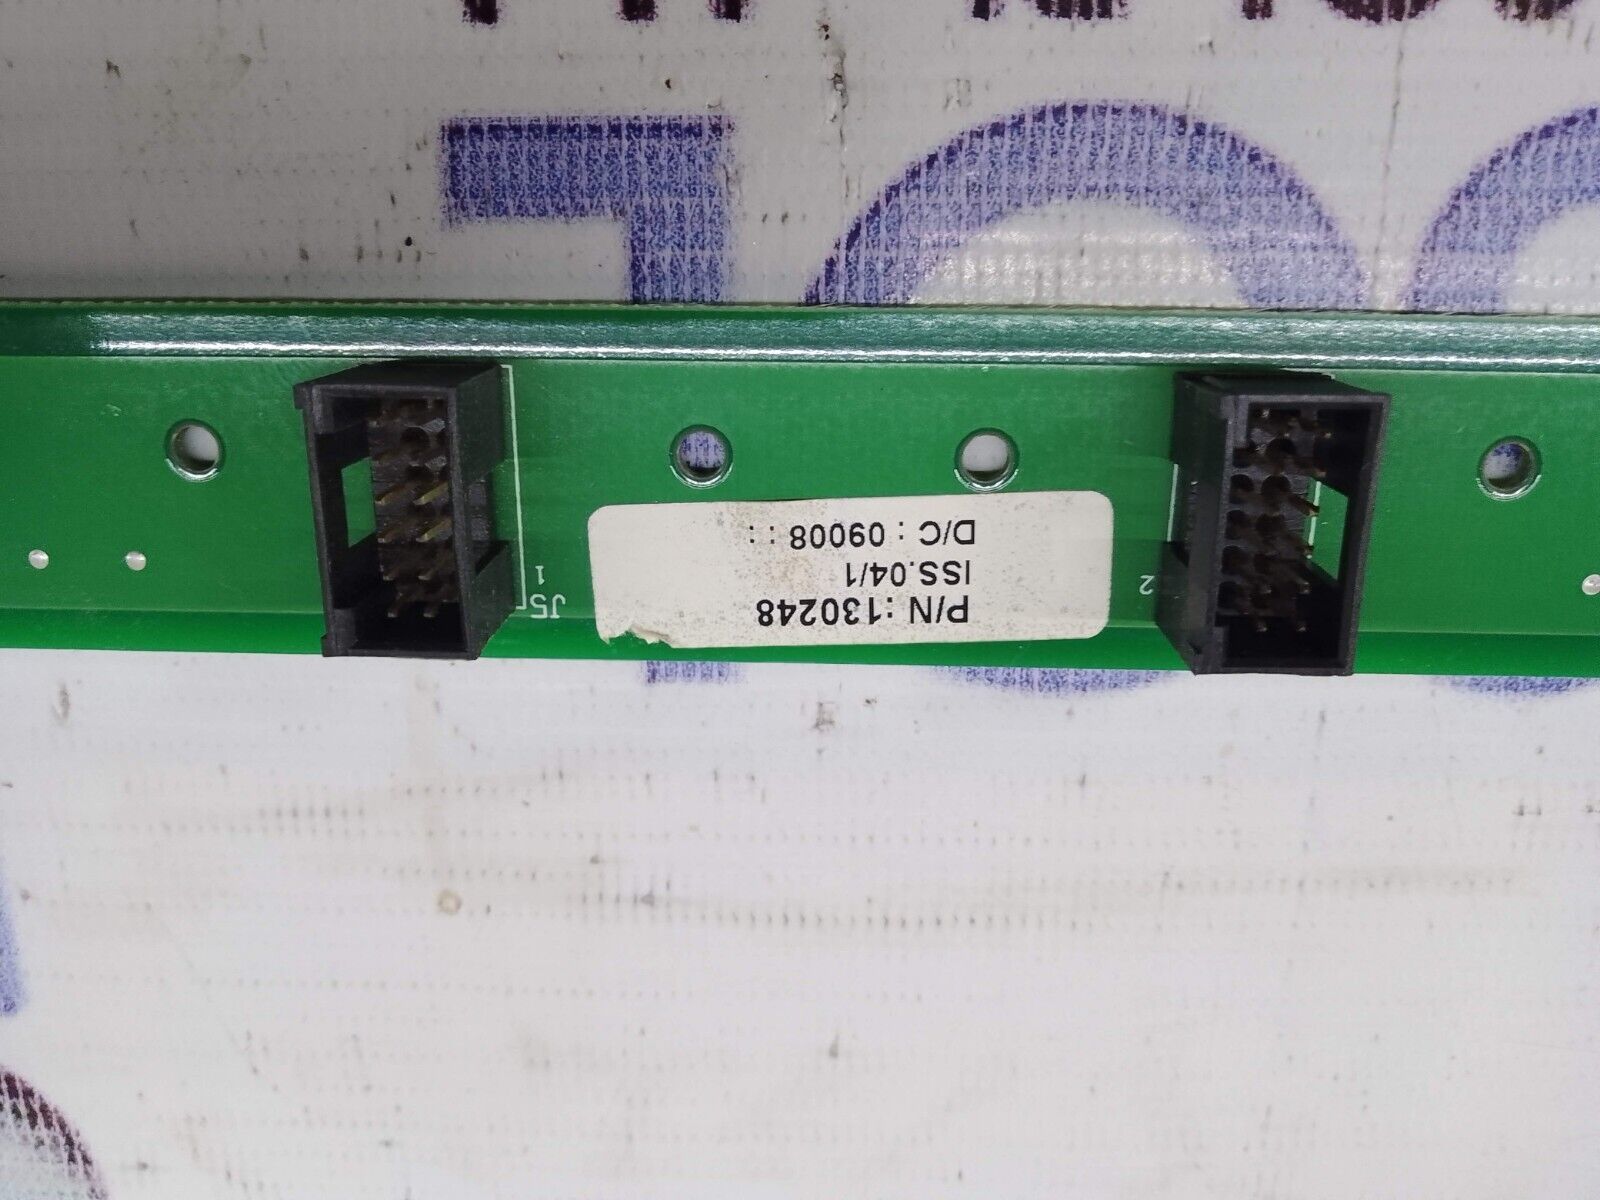 P/N : 130248
ISS.04/1
D/C : 09008 : :
J5
1
2